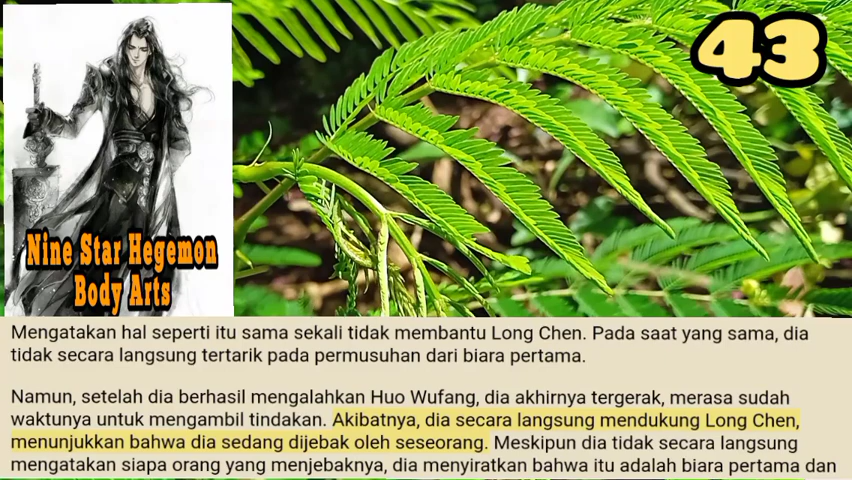 43
Nine Star Hegemon
Body Arts
Mengatakan hal seperti itu sama sekali tidak membantu Long Chen. Pada saat yang sama, dia
tidak secara langsung tertarik pada permusuhan dari biara pertama.
Namun, setelah dia berhasil mengalahkan Huo Wufang, dia akhirnya tergerak, merasa sudah
waktunya untuk mengambil tindakan. Akibatnya, dia secara langsung mendukung Long Chen,
menunjukkan bahwa dia sedang dijebak oleh seseorang. Meskipun dia tidak secara langsung
mengatakan siapa orang yang menjebaknya, dia menyiratkan bahwa itu adalah biara pertama dan